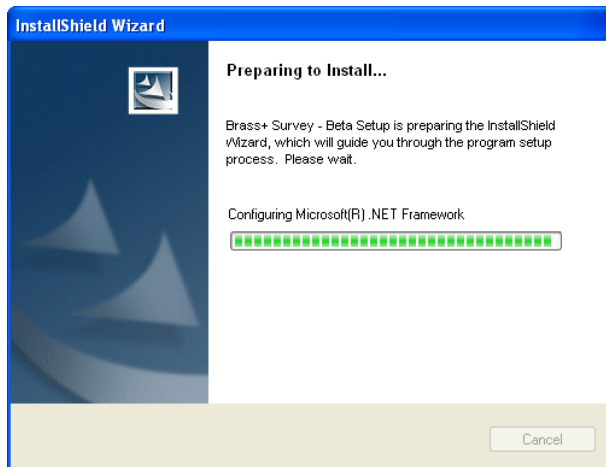 InstallShield Wizard
Preparing to Install...
Brass+ Survey - Beta Setup is preparing the InstallShield
Wizard, which will guide you through the program setup
process. Please wait.
Configuring Microsoft(R) .NET Framework
Cancel